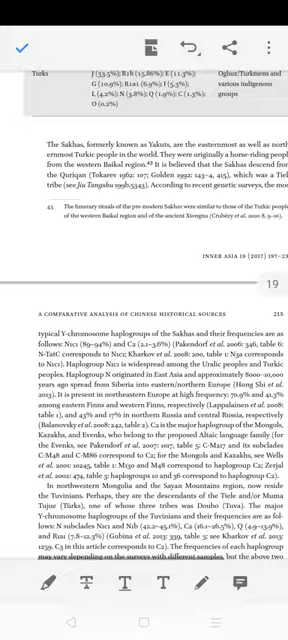 Turks J (33.5%); R1b (15.86%); E (11.3%); Oghuz/Turkmens and
G (10.9%); R1a1 (6.9%); I (5.3%); various indigenous
L (4.2%); N (3.8%); Q (1.9%); C (1.3%); groups
O (0.2%)
The Sakhas, formerly known as Yakuts, are the easternmost as well as north
ernmost Turkic people in the world. They were originally a horse-riding people
from the western Baikal region.43 It is believed that the Sakhas descend from
the Quriqan (Tokarev 1962: 107; Golden 1992: 143–4, 415), which was a Tiel
tribe (see Jiu Tangshu 199b.5343). According to recent genetic surveys, the mos
43 The funerary rituals of the pre-modern Sakhas were similar to those of the Turkic people
of the western Baikal region and of the ancient Xiongnu (Crubézy et al. 2010: 8, 9–10).
INNER ASIA 19 (2017) 197–23
19
A COMPARATIVE ANALYSIS OF CHINESE HISTORICAL SOURCES 215
typical Y-chromosome haplogroups of the Sakhas and their frequencies are as
follows: N1c1 (89–94%) and C2 (2.1–3.6%) (Pakendorf et al. 2006: 346, table 6:
N-TatC corresponds to N1c1; Kharkov et al. 2008: 200, table 1: N3a corresponds
to N1c1). Haplogroup N1c1 is widespread among the Uralic peoples and Turkic
peoples. Haplogroup N originated in East Asia and approximately 8000–10,000
years ago spread from Siberia into eastern/northern Europe (Hong Shi et al.
2013). It is present in northeastern Europe at high frequency: 70.9% and 41.3%
among eastern Finns and western Finns, respectively (Lappalainen et al. 2008:
table 1), and 43% and 17% in northern Russia and central Russia, respectively
(Balanovsky et al. 2008: 242, table 2). C2 is the major haplogroup of the Mongols,
Kazakhs, and Evenks, who belong to the proposed Altaic language family (for
the Evenks, see Pakendorf et al. 2007: 1017, table 5: C-M217 and its subclades
C-M48 and C-M86 correspond to C2; for the Mongols and Kazakhs, see Wells
et al. 2001: 10245, table 1: M130 and M48 correspond to haplogroup C2; Zerjal
et al. 2002: 474, table 3: haplogroups 10 and 36 correspond to haplogroup C2).
In northwestern Mongolia and the Sayan Mountains region, now reside
the Tuvinians. Perhaps, they are the descendants of the Tiele and/or Muma
Tujue (Türks), one of whose three tribes was Doubo (Tuva). The major
Y-chromosome haplogroups of the Tuvinians and their frequencies are as fol-
lows: N subclades N1c1 and N1b (42.2–45.1%), C2 (16.1–26.5%), Q (4.9–13.9%),
and R1a1 (7.8–12.3%) (Gubina et al. 2013: 339, table 3; see Kharkov et al. 2013:
1239. C3 in this article corresponds to C2). The frequencies of each haplogroup
may vary depending on the surveys with different samples, but the above two